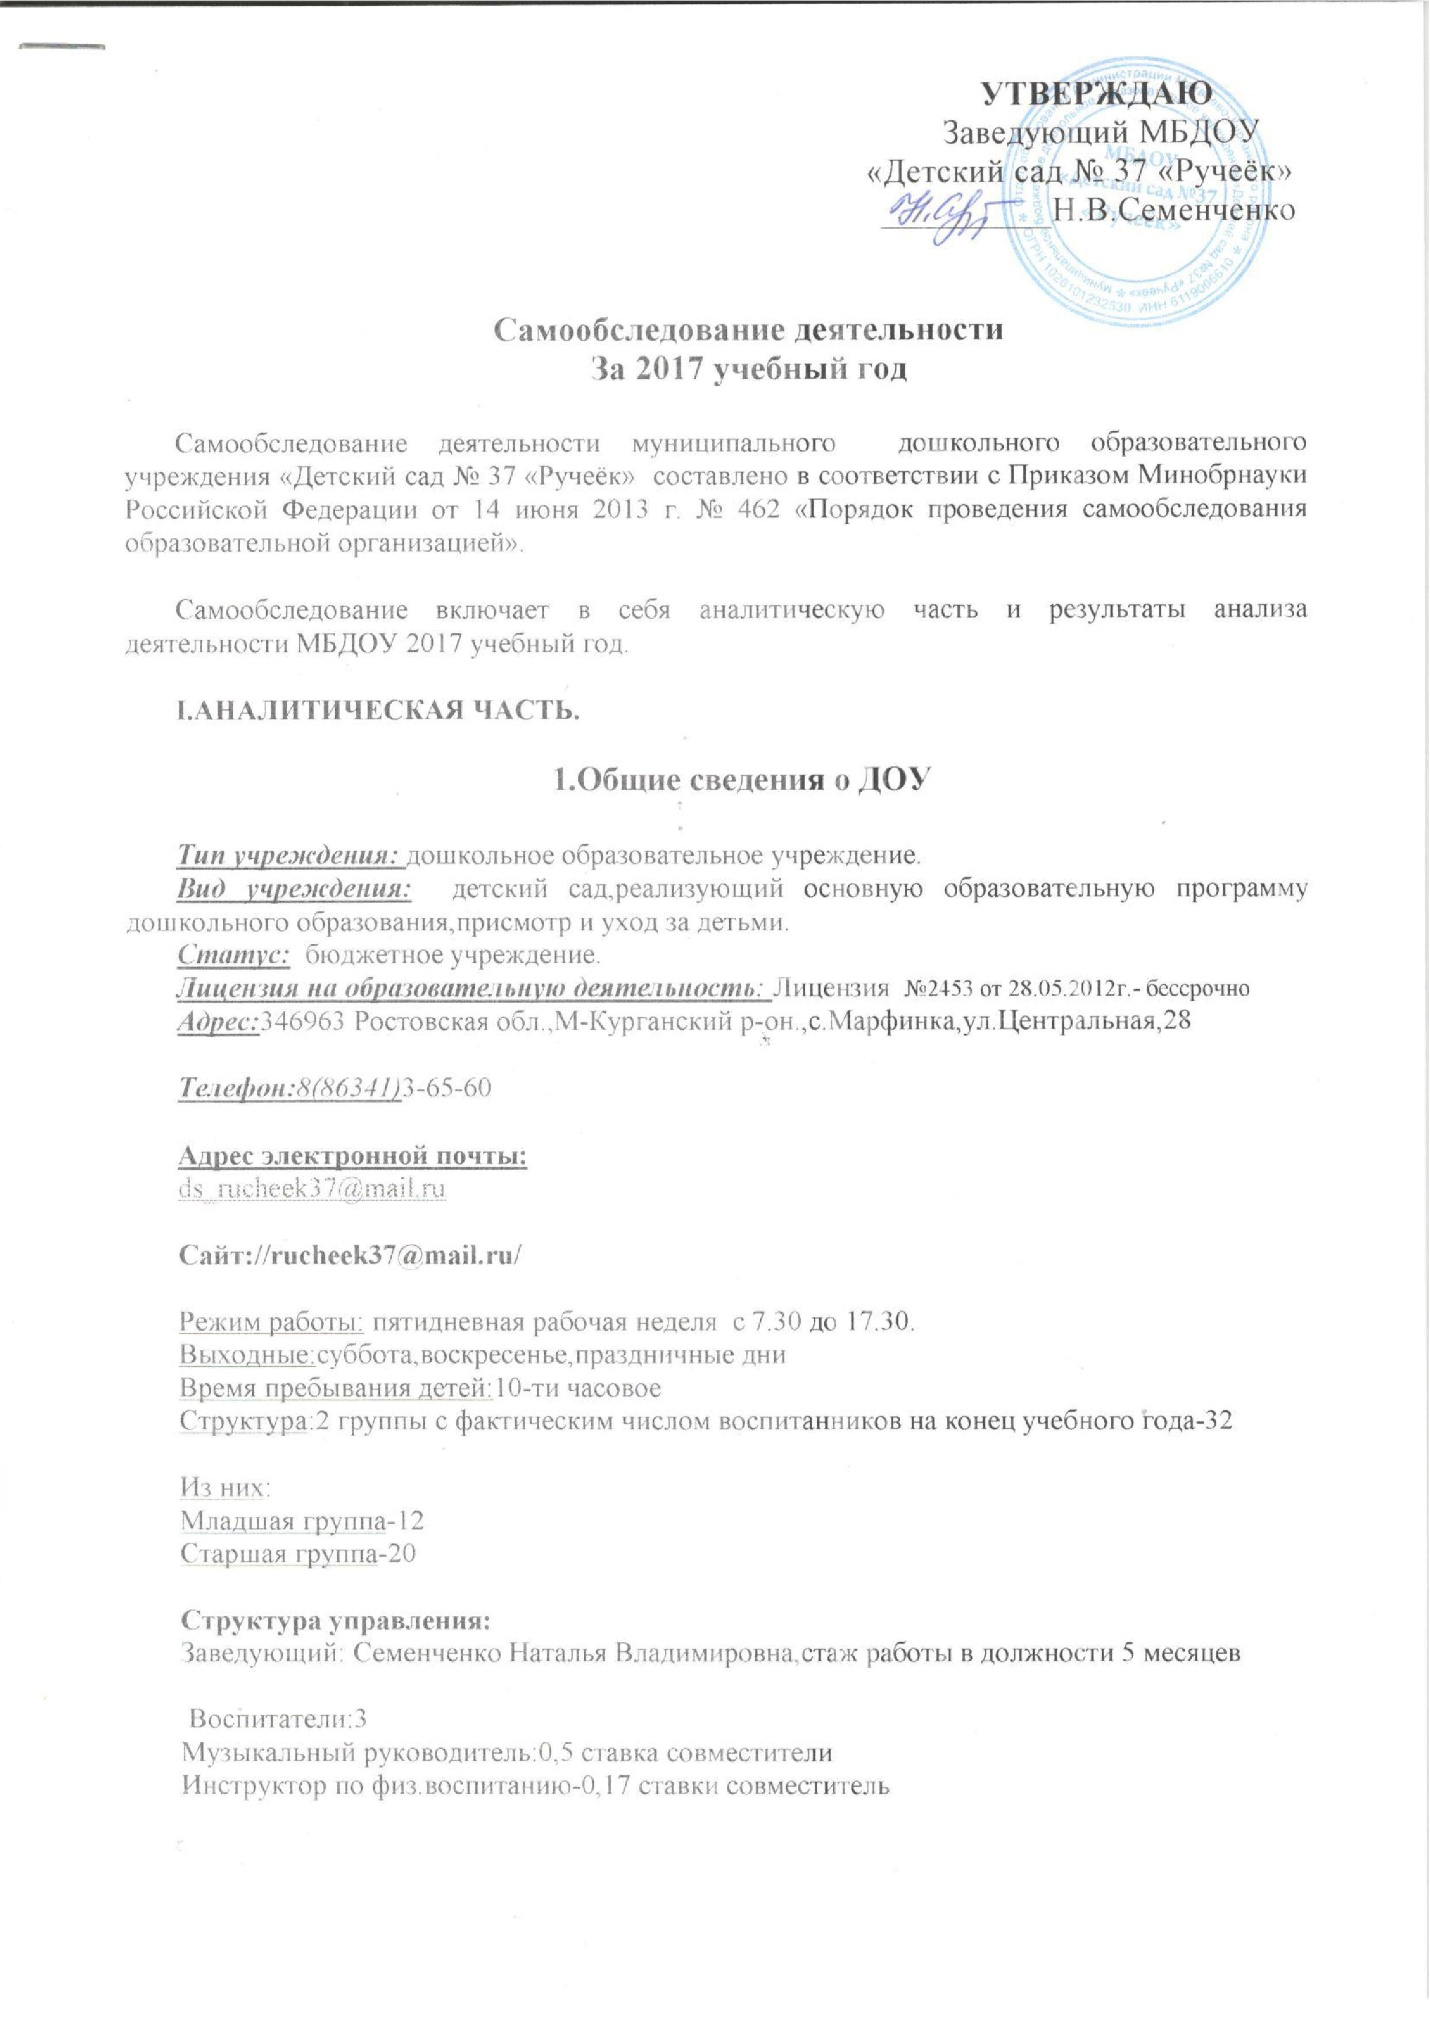 УТВЕРЖДАЮ
Заведующий МБДОУ
«Детский сад № 37 «Ручеёк»
Н.В.Семенченко
МБДОУ
«Детский сад №37
«Ручеек»
ОГРН 1026101232530 ИНН 6119006610
Самообследование деятельности
За 2017 учебный год
Самообследование деятельности муниципального дошкольного образовательного
учреждения «Детский сад № 37 «Ручеёк» составлено в соответствии с Приказом Минобрнауки
Российской Федерации от 14 июня 2013 г. № 462 «Порядок проведения самообследования
образовательной организацией».
Самообследование включает в себя аналитическую часть и результаты анализа
деятельности МБДОУ 2017 учебный год.
I.АНАЛИТИЧЕСКАЯ ЧАСТЬ.
1.Общие сведения о ДОУ
Тип учреждения: дошкольное образовательное учреждение.
Вид учреждения: детский сад,реализующий основную образовательную программу
дошкольного образования,присмотр и уход за детьми.
Статус: бюджетное учреждение.
Лицензия на образовательную деятельность: Лицензия №2453 от 28.05.2012г.- бессрочно
Адрес:346963 Ростовская обл.,М-Курганский р-он.,с.Марфинка,ул.Центральная,28
Телефон:8(86341)3-65-60
Адрес электронной почты:
ds_rucheek37@mail.ru
Сайт://rucheek37@mail.ru/
Режим работы: пятидневная рабочая неделя с 7.30 до 17.30.
Выходные:суббота,воскресенье,праздничные дни
Время пребывания детей:10-ти часовое
Структура:2 группы с фактическим числом воспитанников на конец учебного года-32
Из них:
Младшая группа-12
Старшая группа-20
Структура управления:
Заведующий: Семенченко Наталья Владимировна,стаж работы в должности 5 месяцев
Воспитатели:3
Музыкальный руководитель:0,5 ставка совместители
Инструктор по физ.воспитанию-0,17 ставки совместитель